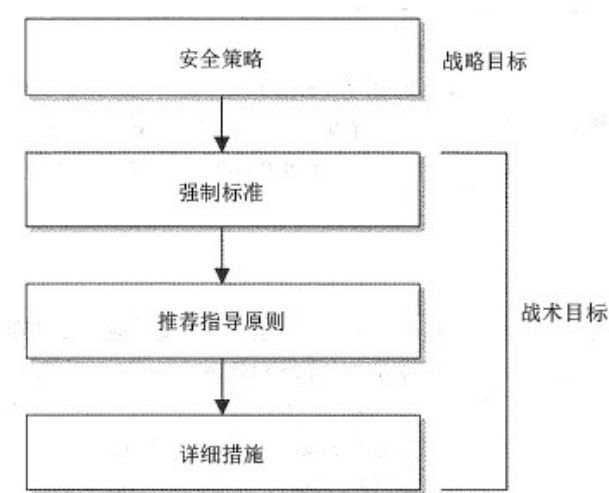 安全策略
战略目标
强制标准
推荐指导原则
战术目标
详细措施